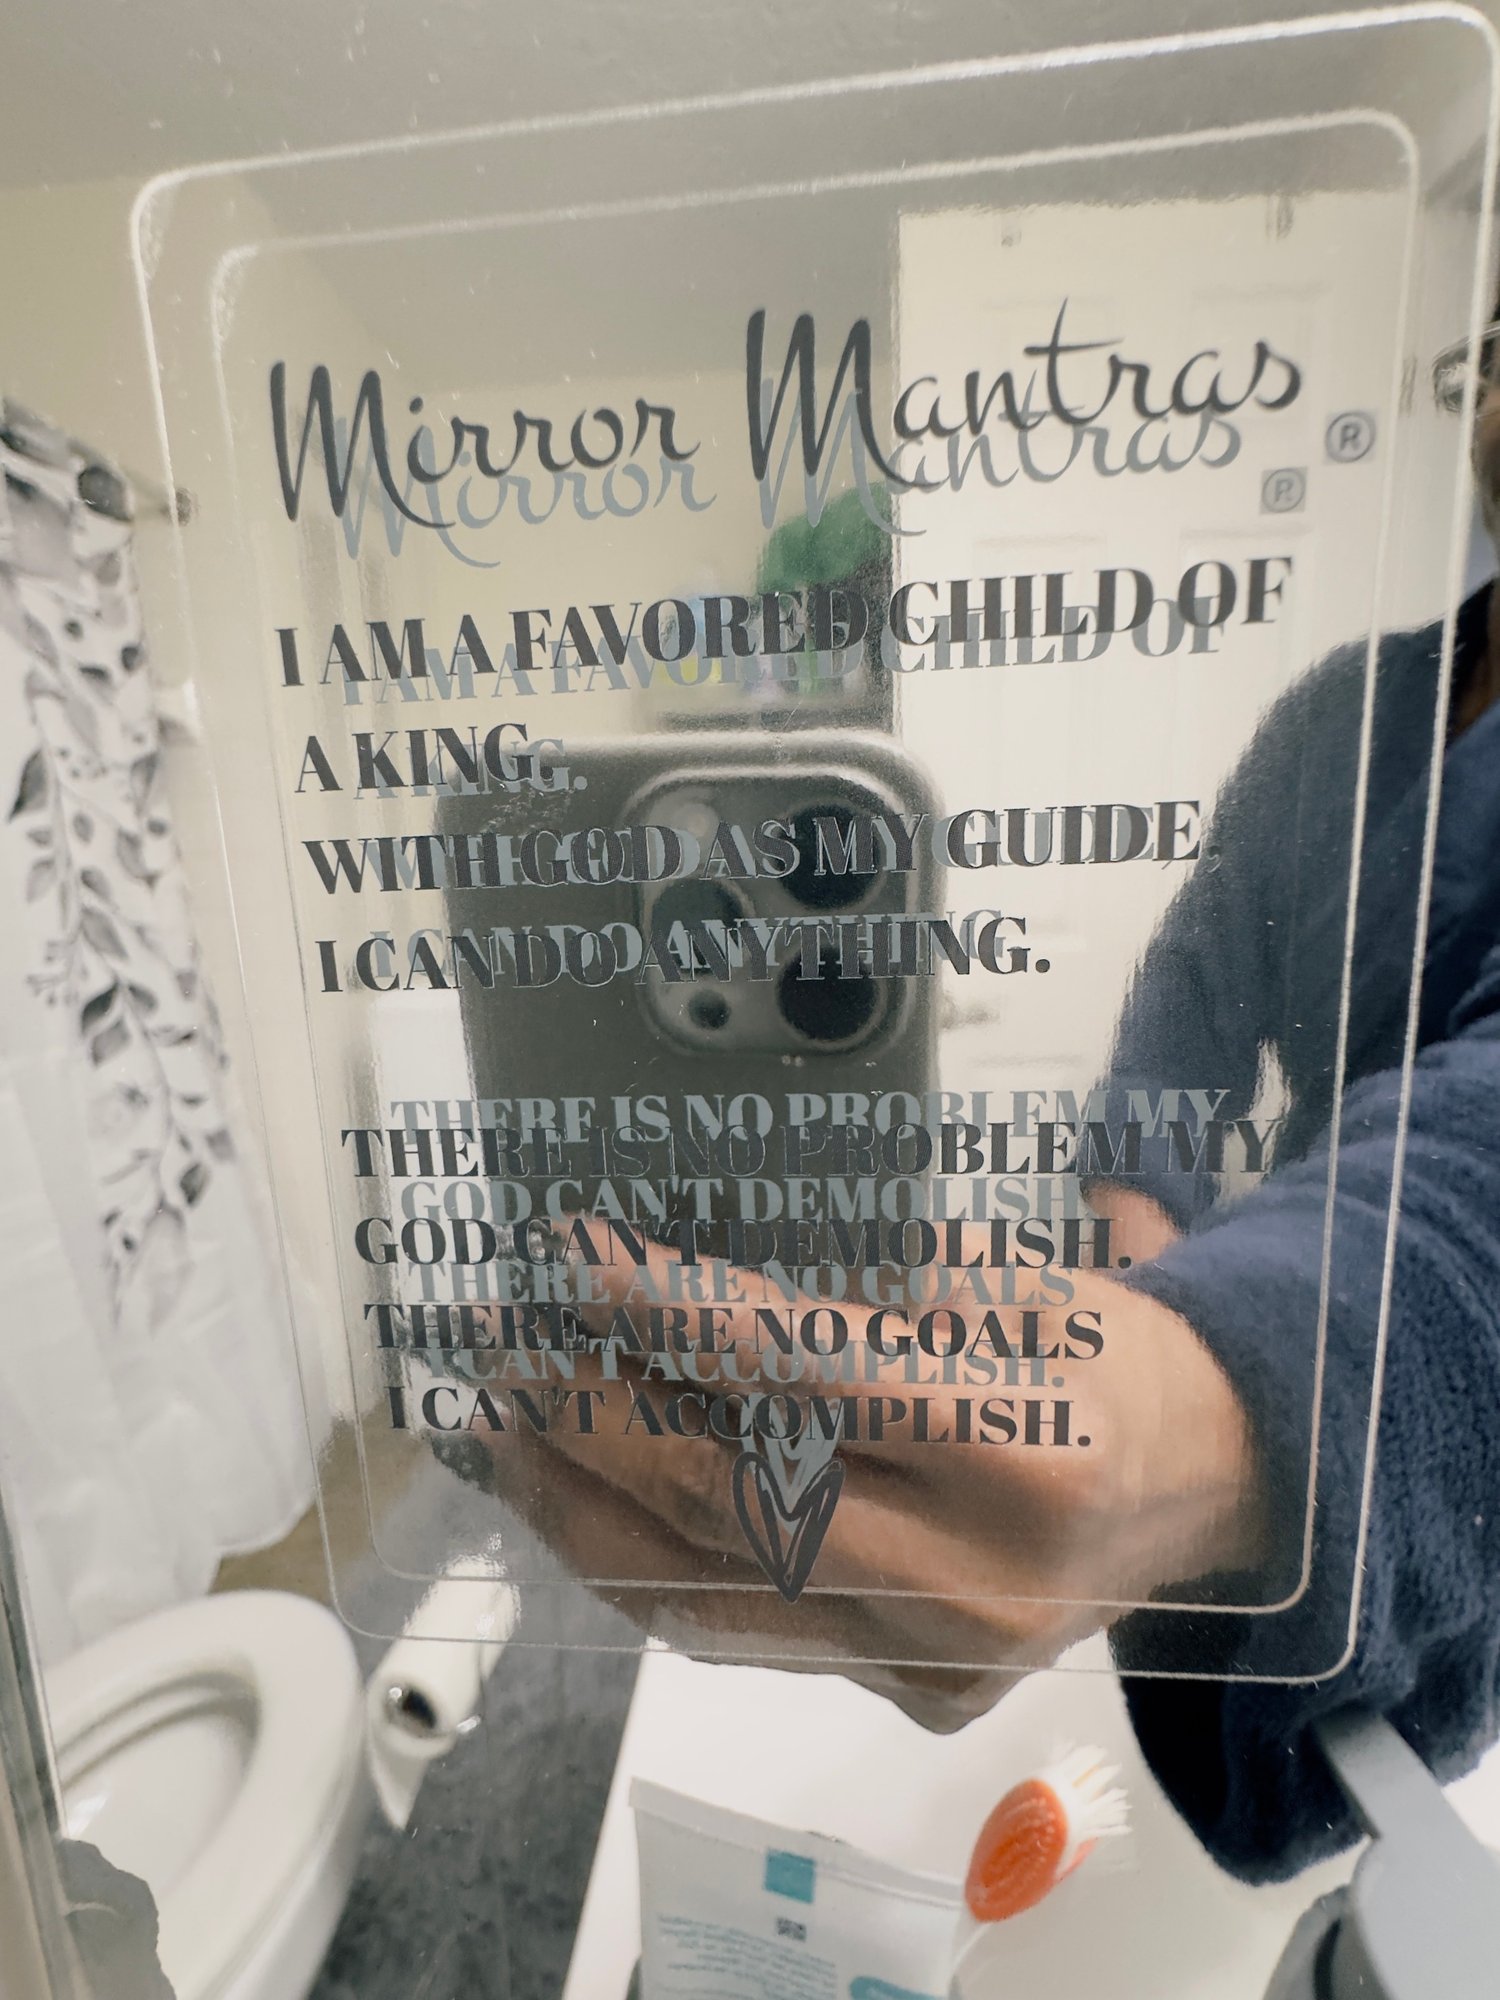 Mirror Mantras ®
I AM A FAVORED CHILD OF
A KING.
WITH GOD AS MY GUIDE,
I CAN DO ANYTHING.
THERE IS NO PROBLEM MY
GOD CAN'T DEMOLISH.
THERE ARE NO GOALS
I CAN'T ACCOMPLISH.